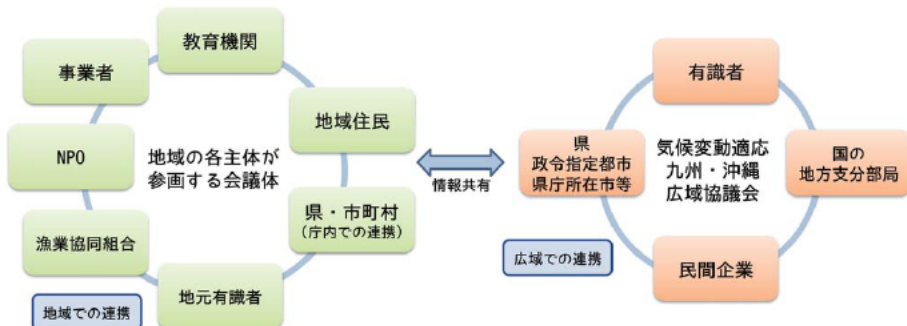 教育機関
事業者
地域住民
NPO
地域の各主体が
参画する会議体
漁業協同組合
県・市町村
(庁内での連携)
地元有識者
地域での連携
情報共有
有識者
県
政令指定都市
県庁所在市等
気候変動適応
九州・沖縄
広域協議会
国の
地方支分部局
広域での連携
民間企業